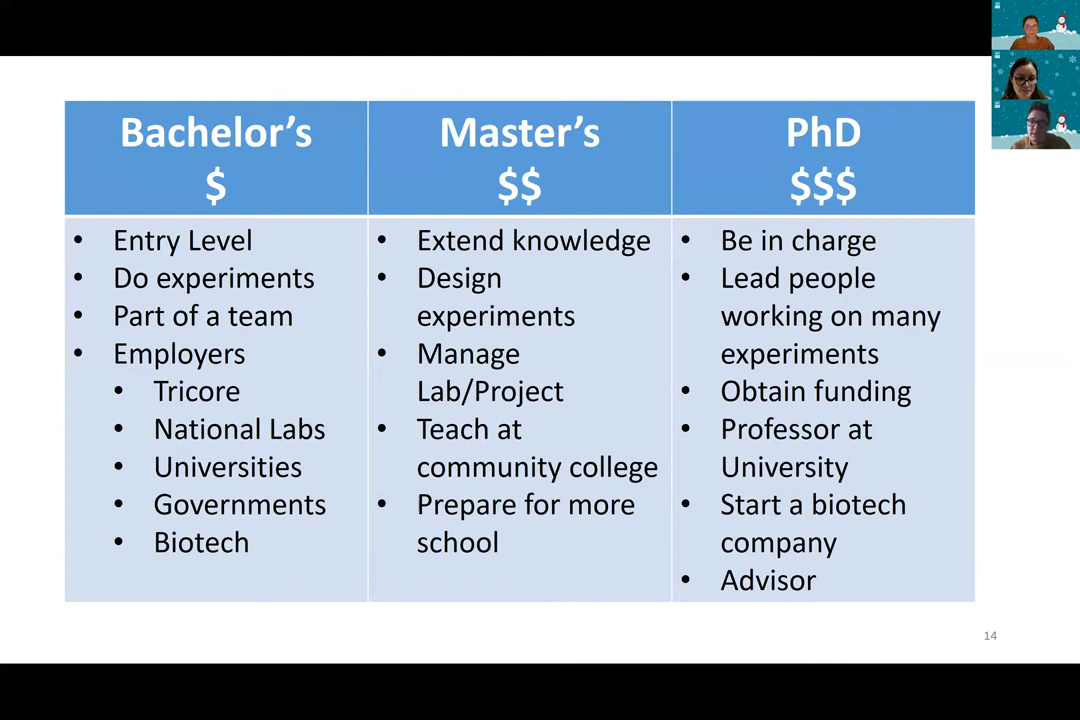 Bachelor's
$
Master's
$$
PhD
$$$
• Entry Level
• Do experiments
• Part of a team
• Employers
• Tricore
• National Labs
• Universities
• Governments
• Biotech
• Extend knowledge
• Design
experiments
• Manage
Lab/Project
• Teach at
community college
• Prepare for more
school
• Be in charge
• Lead people
working on many
experiments
• Obtain funding
• Professor at
University
• Start a biotech
company
• Advisor
14